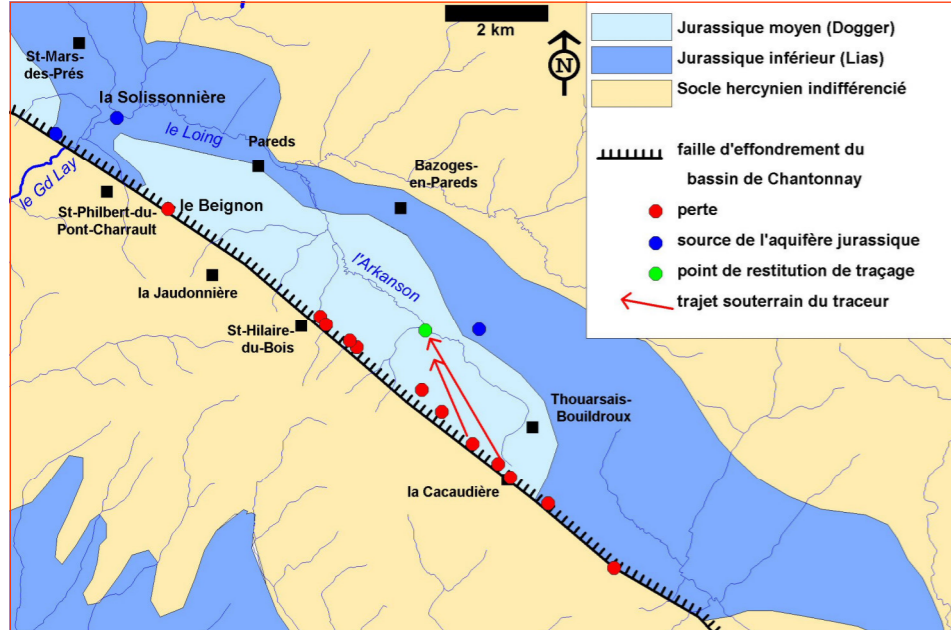 2 km
N
St-Mars-
des-Prés
la Solissonnière
le Loing
Pareds
Bazoges-
en-Pareds
le Gd Lay
St-Philbert-du-
Pont-Charrault
le Beignon
la Jaudonnière
l'Arkanson
St-Hilaire-
du-Bois
Thouarsais-
Bouildroux
la Cacaudière
Jurassique moyen (Dogger)
Jurassique inférieur (Lias)
Socle hercynien indifférencié
faille d'effondrement du
bassin de Chantonnay
perte
source de l'aquifère jurassique
point de restitution de traçage
trajet souterrain du traceur